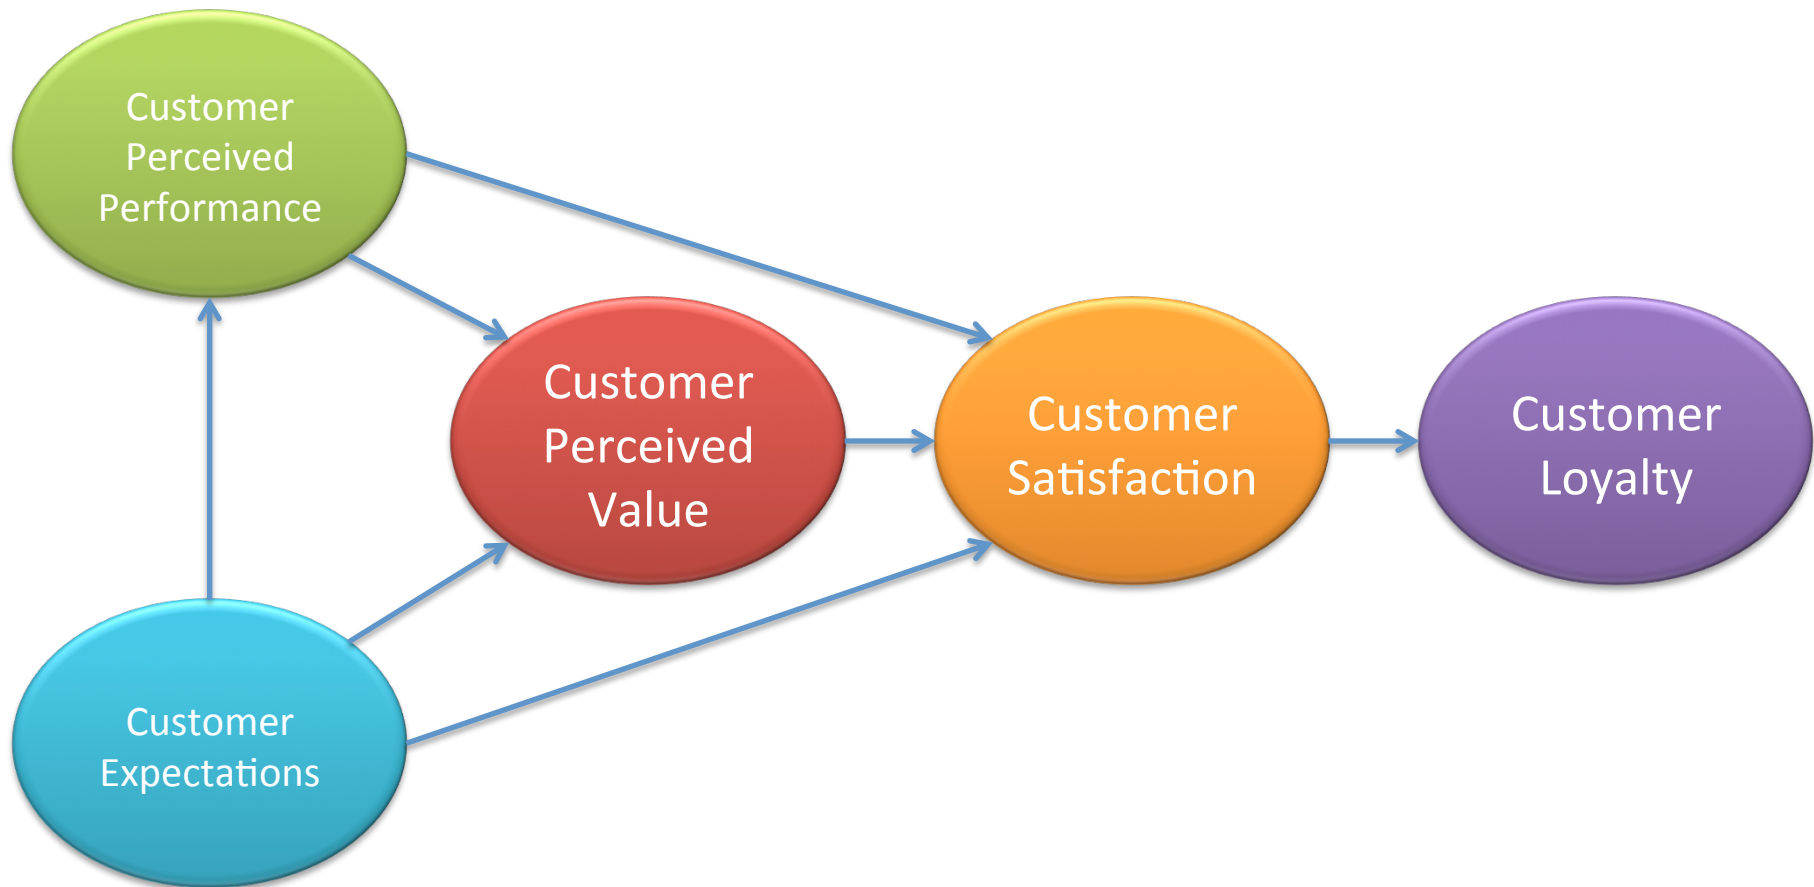 Customer
Perceived
Performance
Customer
Perceived
Value
Customer
Satisfaction
Customer
Loyalty
Customer
Expectations